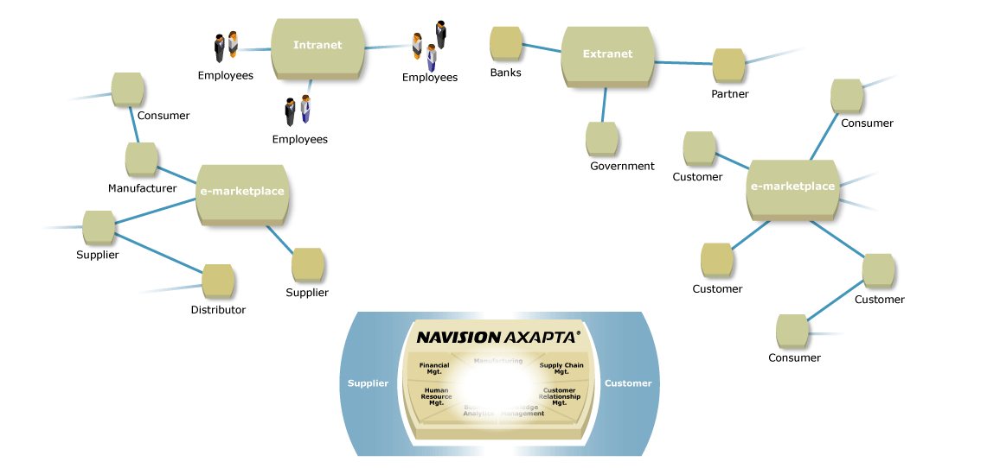 Intranet
Extranet
Employees
Employees
Banks
Partner
Consumer
Employees
Consumer
Government
Manufacturer
Customer
e-marketplace
e-marketplace
Supplier
Supplier
Distributor
Customer
Customer
Consumer
NAVISION AXAPTA®
Manufacturing
Financial
Mgt.
Supply Chain
Mgt.
Supplier
Customer
Human
Resource
Mgt.
Customer
Relationship
Mgt.
Analytics
Management